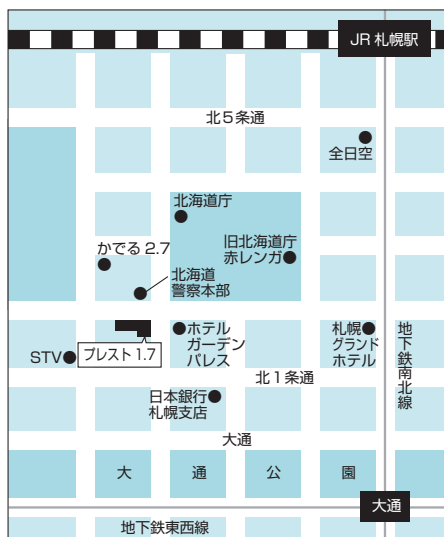 JR 札幌駅
北5条通
全日空
北海道庁
かでる 2.7
旧北海道庁
赤レンガ
北海道
警察本部
ホテル
ガーデン
パレス
札幌
グランド
ホテル
地下鉄南北線
STV
プレスト 1.7
北1条通
日本銀行
札幌支店
大通
大通公園
大通
地下鉄東西線